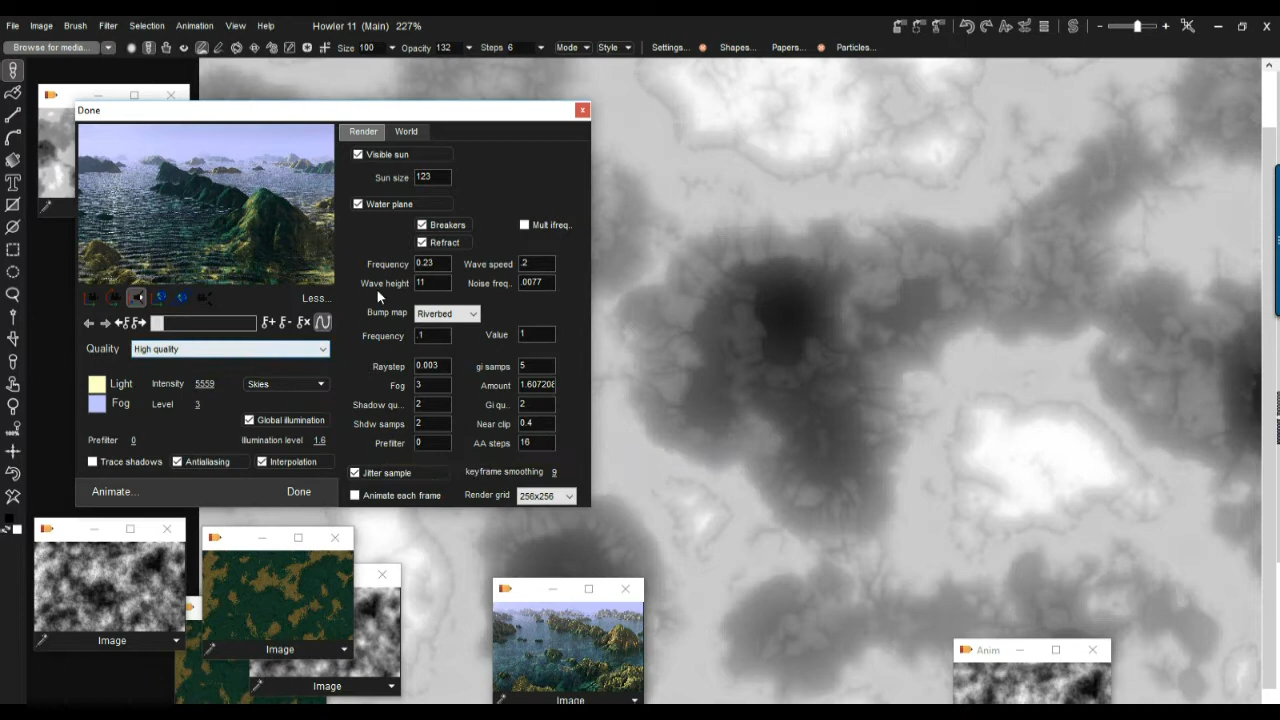 File Image Brush Filter Selection Animation View Help Howler 11 (Main) 227%
Browse for media... Size 100 Opacity 132 Steps 6 Mode Style Settings... Shapes... Papers... Particles...
Done
Render World
Visible sun
Sun size 123
Water plane
Breakers Mult ifreq..
Refract
Frequency 0.23 Wave speed .2
Wave height 11 Noise freq.. .0077
Less...
Bump map Riverbed
Frequency .1 Value 1
Quality High quality
Raystep 0.003 gi samps 5
Light Intensity 5559 Skies
Fog 3 Amount 1.607208
Fog Level 3
Shadow qu... 2 Gi qu.. 2
Global illumination
Shdw samps 2 Near clip 0.4
Prefilter 0 Illumination level 1.6
Prefilter 0 AA steps 16
Trace shadows Antialiasing Interpolation
Jitter sample keyframe smoothing 9
Animate... Done
Animate each frame Render grid 256x256
Image
Image
Image
Image
Anim